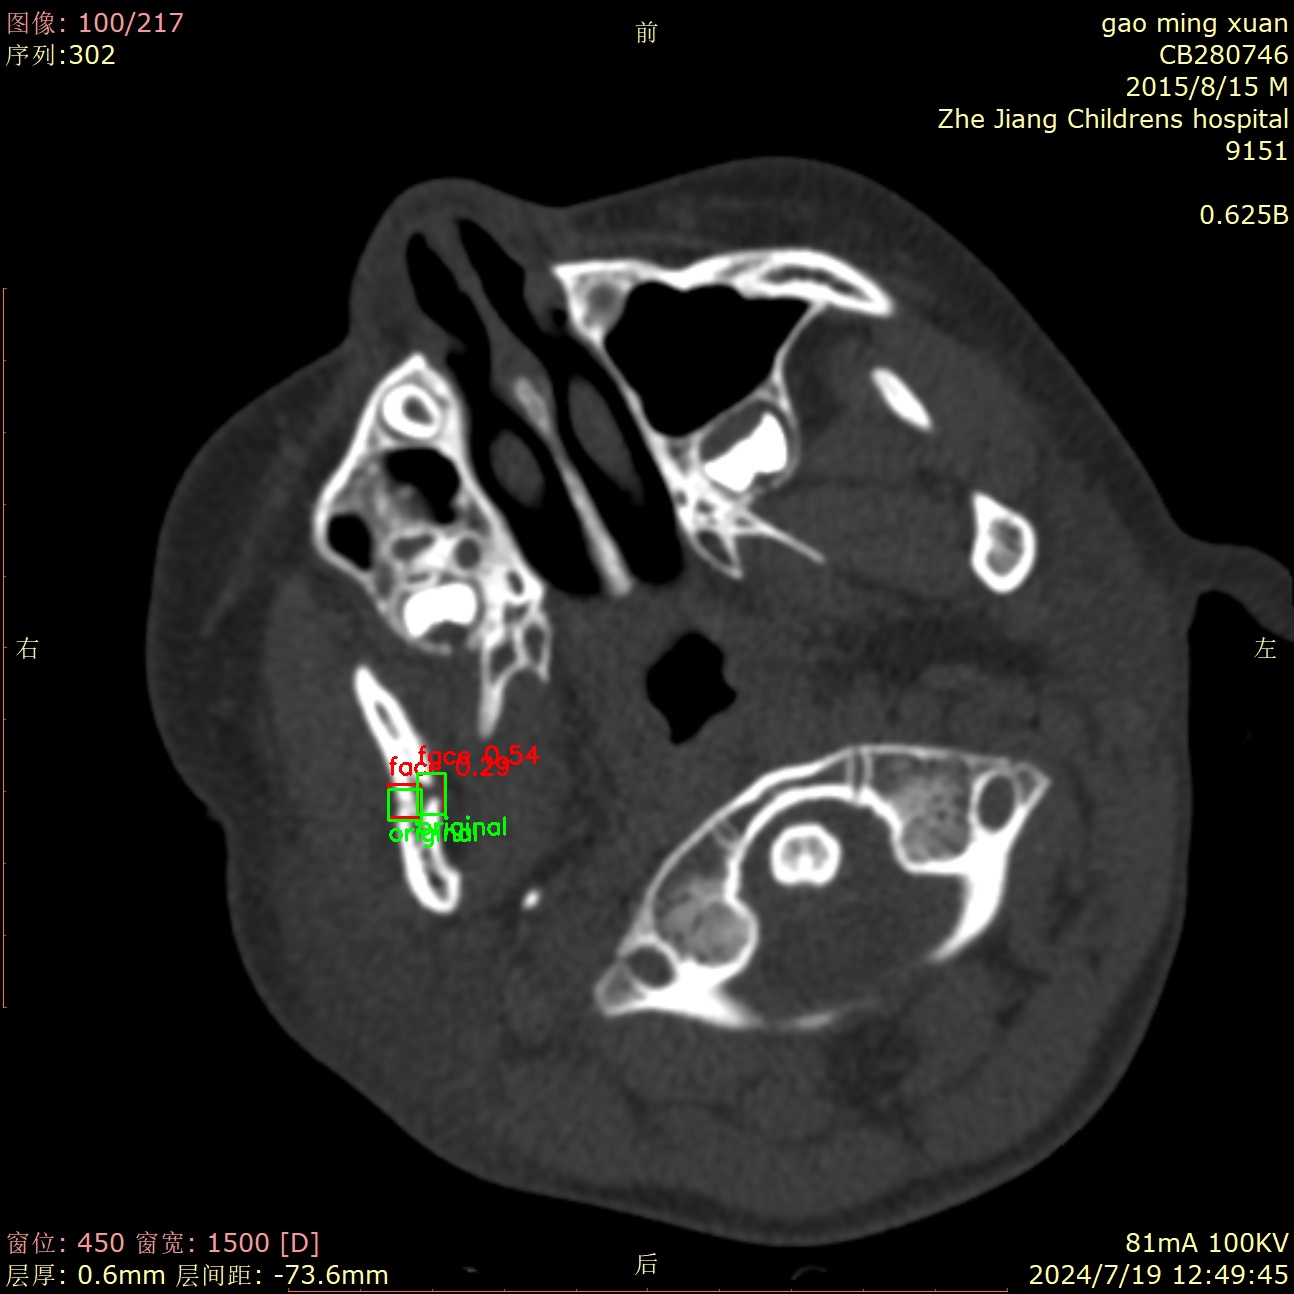 图像: 100/217
序列:302
前
gao ming xuan
CB280746
2015/8/15 M
Zhe Jiang Childrens hospital
9151
0.625B
右
左
face 0.54
face 0.29
original
original
窗位: 450 窗宽: 1500 [D]
层厚: 0.6mm 层间距: -73.6mm
后
81mA 100KV
2024/7/19 12:49:45